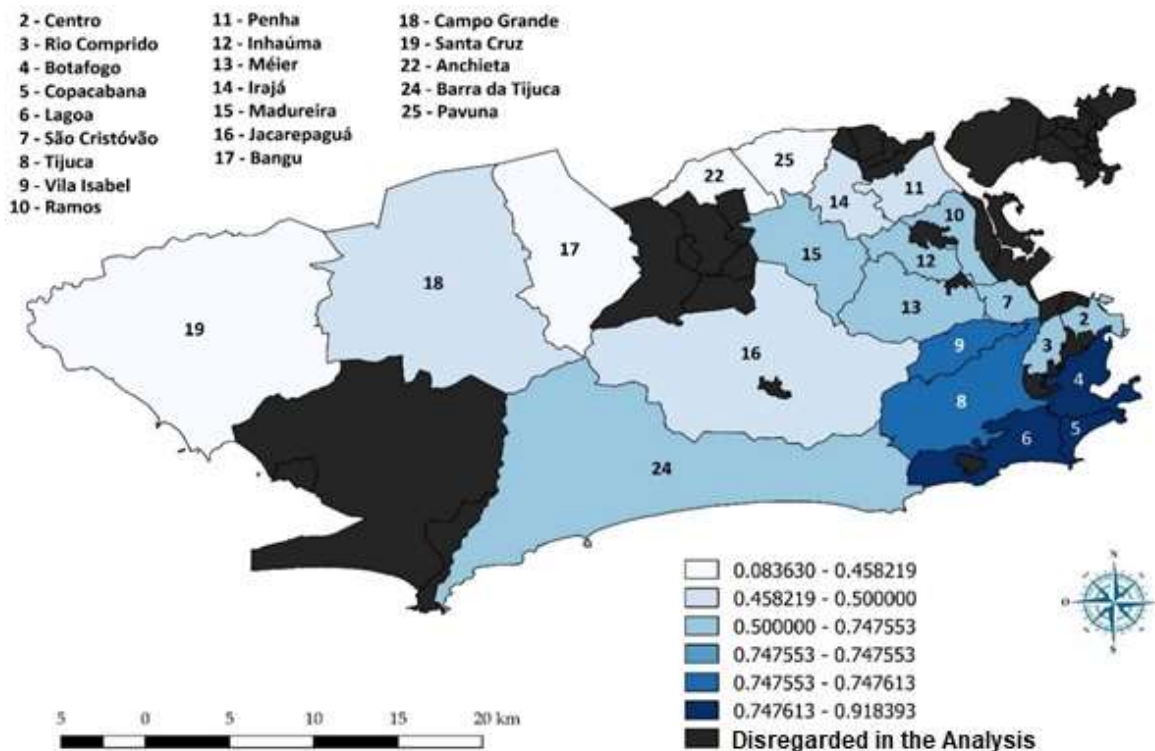 2 - Centro
3 - Rio Comprido
4 - Botafogo
5 - Copacabana
6 - Lagoa
7 - São Cristóvão
8 - Tijuca
9 - Vila Isabel
10 - Ramos
11 - Penha
12 - Inhaúma
13 - Méier
14 - Irajá
15 - Madureira
16 - Jacarepaguá
17 - Bangu
18 - Campo Grande
19 - Santa Cruz
22 - Anchieta
24 - Barra da Tijuca
25 - Pavuna
25
22
11
14
10
17
15
12
18
13
7
2
19
16
9
3
4
8
5
6
24
0.083630 - 0.458219
0.458219 - 0.500000
0.500000 - 0.747553
0.747553 - 0.747553
0.747553 - 0.747613
0.747613 - 0.918393
Disregarded in the Analysis
N
O
E
S
5 0 5 10 15 20 km